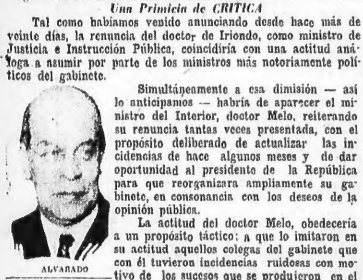 Una Primicia de CRITICA
Tal como habíamos venido anunciando desde hace más de
veinte días, la renuncia del doctor de Iriondo, como ministro de
Justicia e Instrucción Pública, coincidiría con una actitud aná-
loga a asumir por parte de los ministros más notoriamente polí-
ticos del gabinete.
Simultáneamente a esa dimisión — así
lo anticipamos — habría de aparecer el mi-
nistro del Interior, doctor Melo, reiterando
su renuncia tantas veces presentada, con el
propósito deliberado de actualizar las in-
cidencias de hace algunos meses y de dar
oportunidad al presidente de la República
para que reorganizara ampliamente su ga-
binete, en consonancia con los deseos de la
opinión pública.
La actitud del doctor Melo, obedecería
a un propósito táctico: a que lo imitaron en
su actitud aquellos colegas del gabinete que
con él tuvieron incidencias ruidosas con mo-
tivo de los sucesos que se produjeron en
ALVARADO